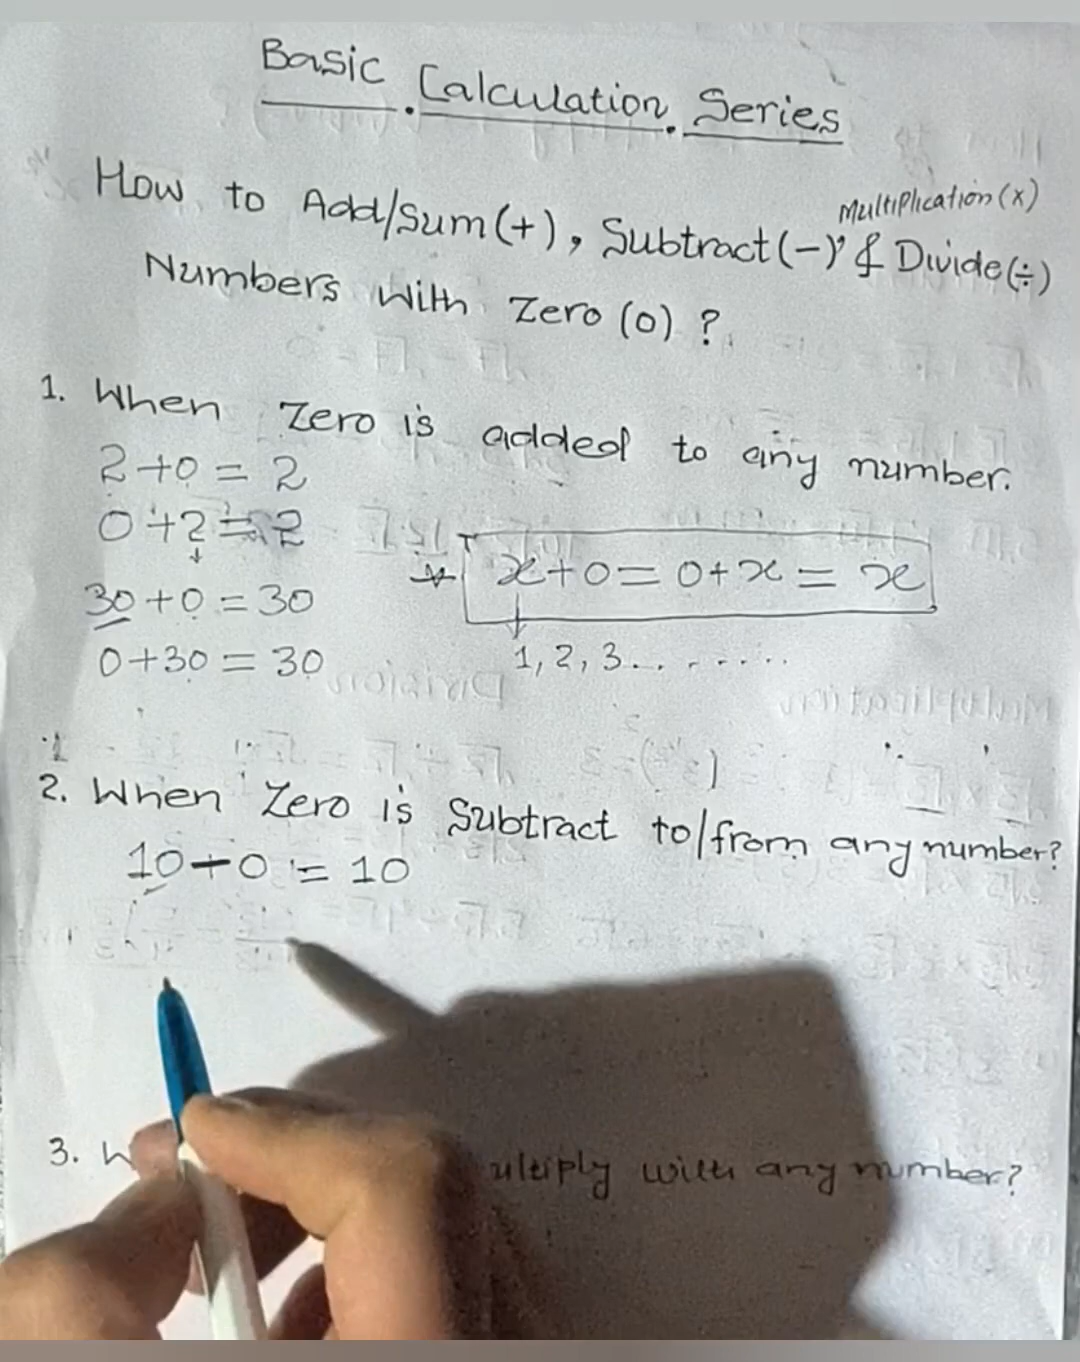 Basic Calculation Series
How to Add/Sum(+), Subtract(-), Multiplication(x) & Divide(÷)
Numbers with Zero (0) ?
1. When Zero is added to any number.
2+0 = 2
0+2=2
30+0 = 30
0+30 = 30
x+0=0+x=x
1, 2, 3.........
2. When Zero is Subtract to/from any number?
10-0 = 10
3. W ultiply with any number?